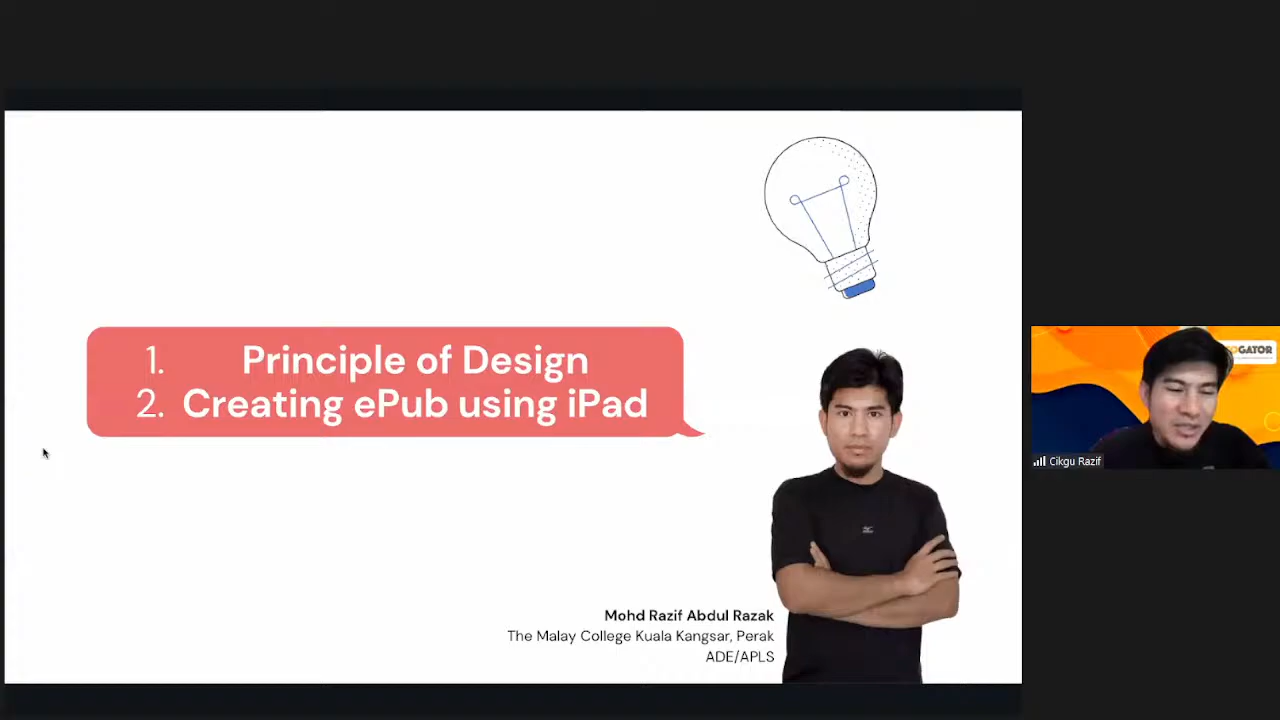 1. Principle of Design
2. Creating ePub using iPad
Mohd Razif Abdul Razak
The Malay College Kuala Kangsar, Perak
ADE/APLS
GATOR
Cikgu Razif